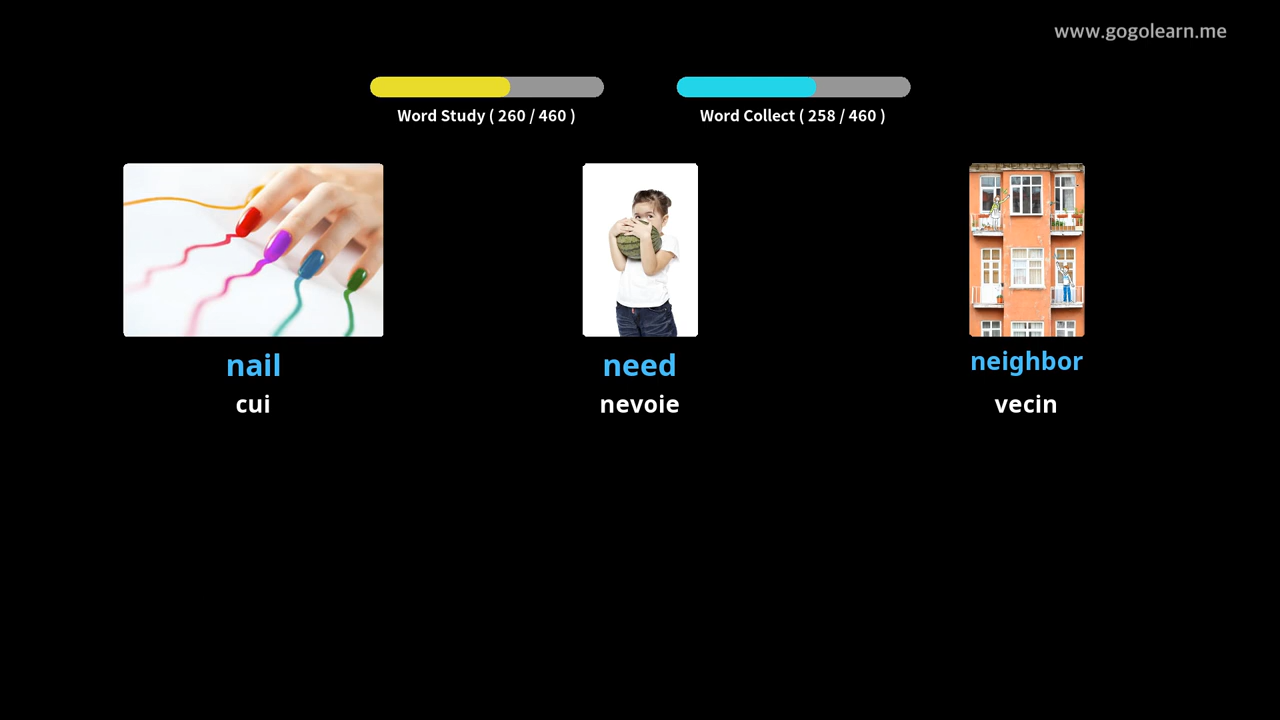 www.gogolearn.me
Word Study ( 260 / 460 )
Word Collect ( 258 / 460 )
nail
need
neighbor
cui
nevoie
vecin